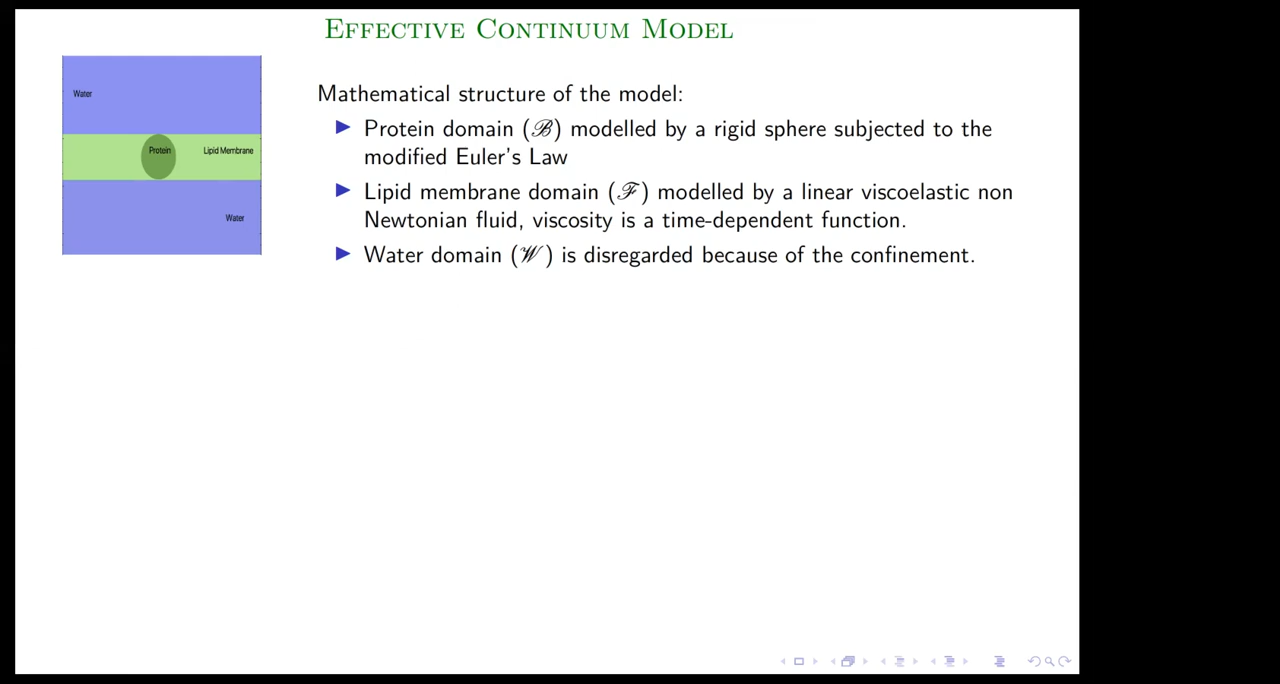 Effective Continuum Model
Water
Protein
Lipid Membrane
Water
Mathematical structure of the model:
Protein domain (ℬ) modelled by a rigid sphere subjected to the
modified Euler's Law
Lipid membrane domain (ℱ) modelled by a linear viscoelastic non
Newtonian fluid, viscosity is a time-dependent function.
Water domain (𝒲) is disregarded because of the confinement.